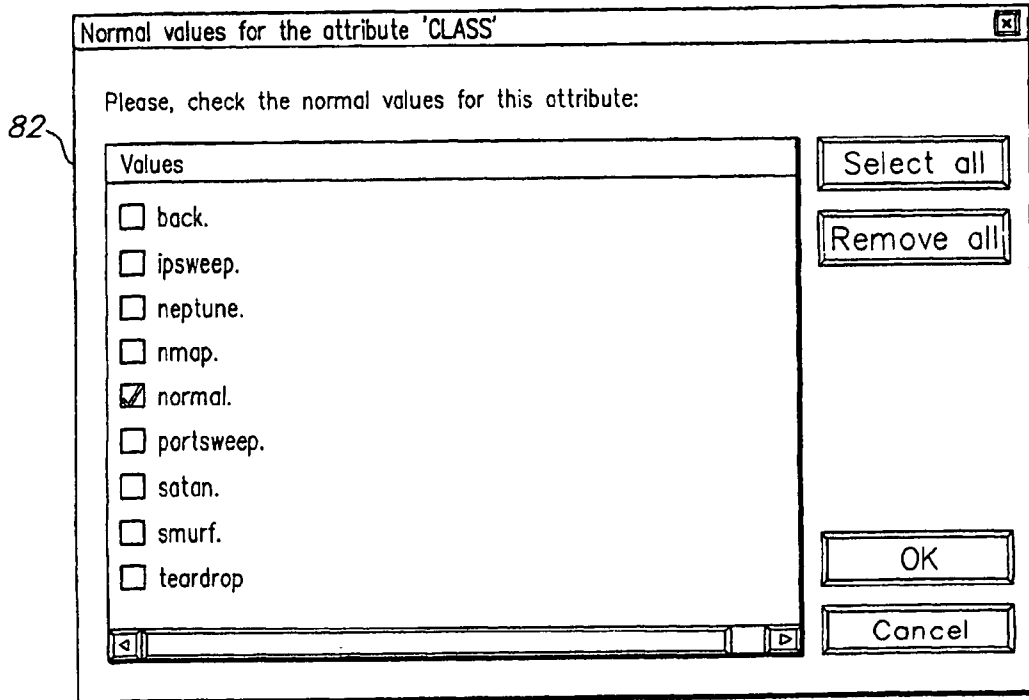 Normal values for the attribute 'CLASS'
Please, check the normal values for this attribute:
82
Values
Select all
back.
Remove all
ipsweep.
neptune.
nmap.
normal.
portsweep.
satan.
smurf.
OK
teardrop
Cancel